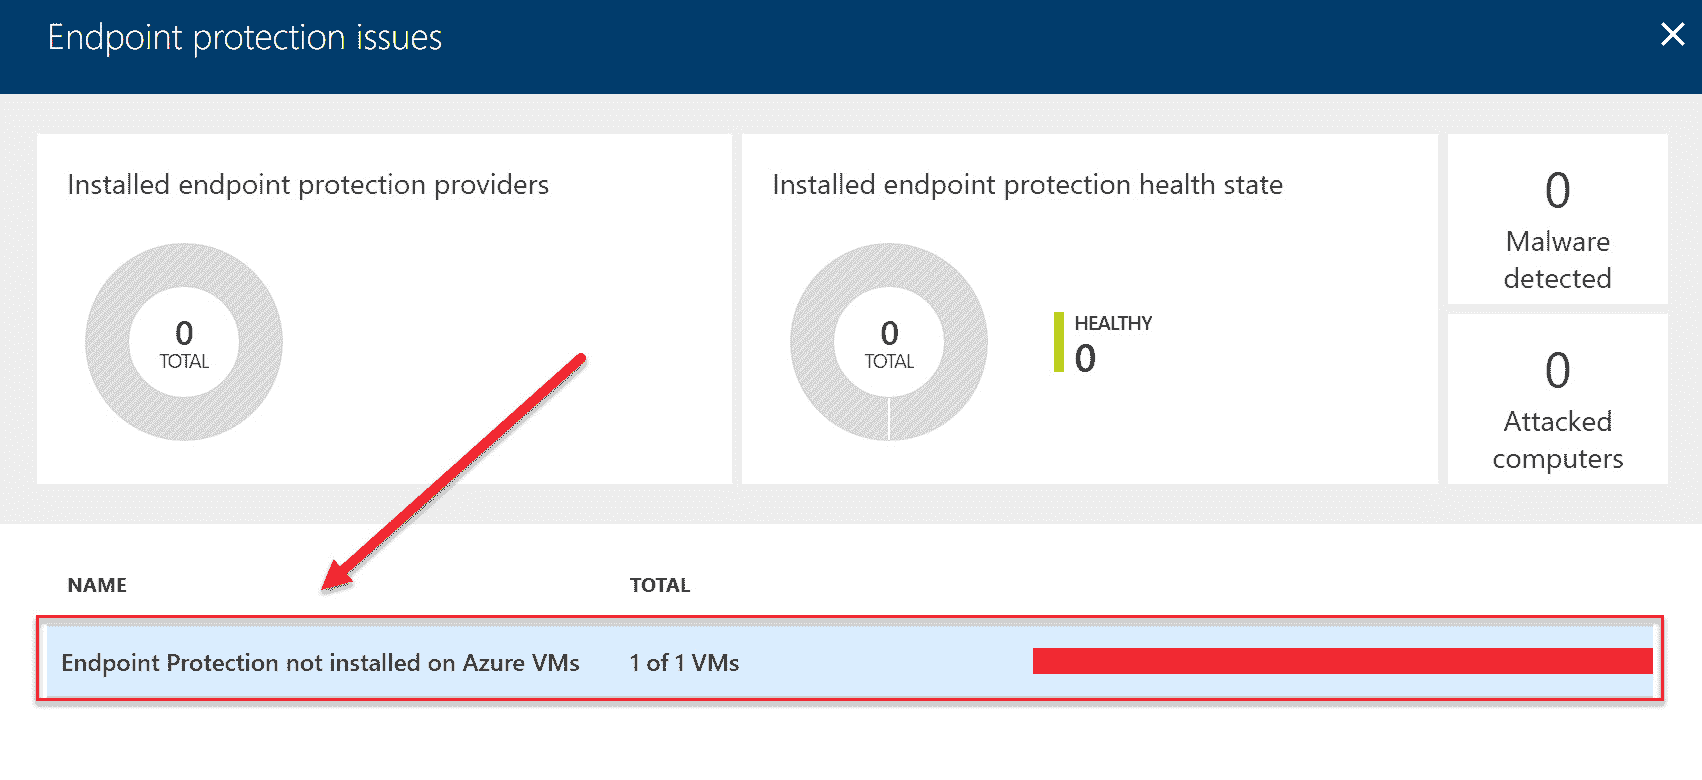 Endpoint protection issues
Installed endpoint protection providers
0
TOTAL
Installed endpoint protection health state
0
TOTAL
HEALTHY
0
0
Malware
detected
0
Attacked
computers
NAME TOTAL
Endpoint Protection not installed on Azure VMs 1 of 1 VMs